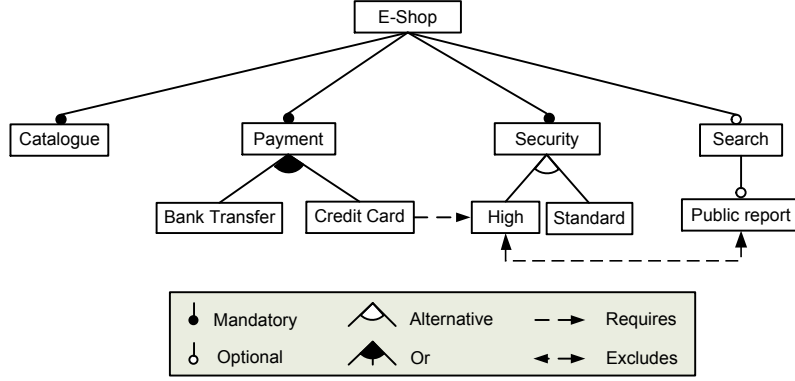 E-Shop
Catalogue
Payment
Security
Search
Bank Transfer
Credit Card
High
Standard
Public report
Mandatory
Alternative
Requires
Optional
Or
Excludes